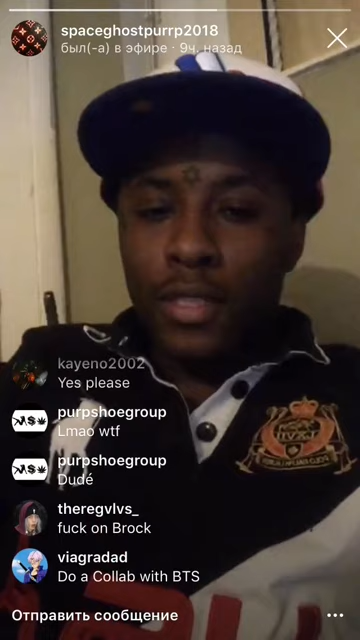 spaceghostpurrp2018
был(-а) в эфире · 9ч. назад
kayeno2002
Yes please
purpshoegroup
Lmao wtf
purpshoegroup
Dudé
theregvlvs_
fuck on Brock
viagradad
Do a Collab with BTS
Отправить сообщение